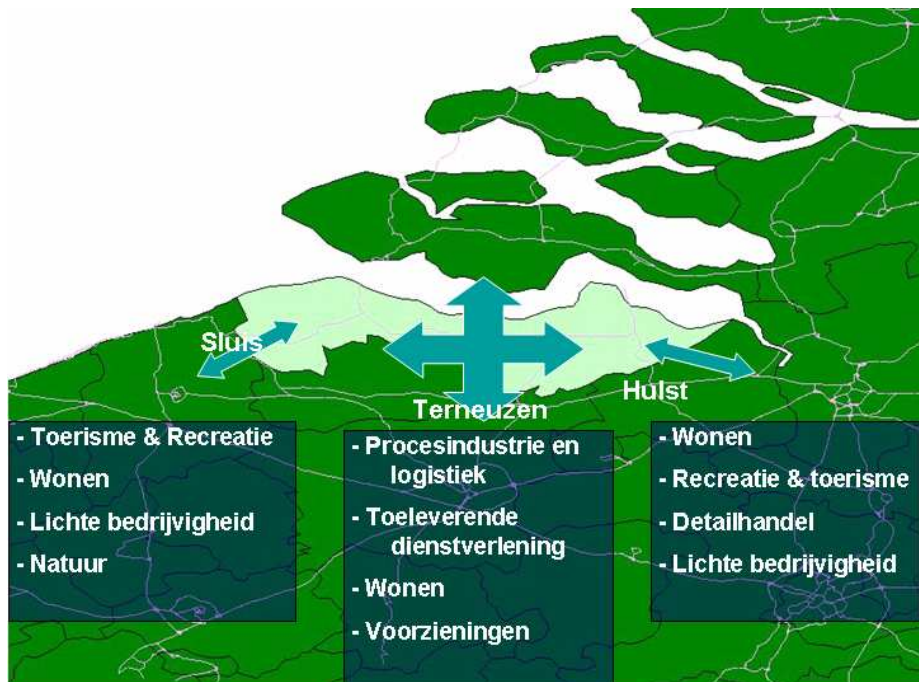 Sluis
- Toerisme & Recreatie
- Wonen
- Lichte bedrijvigheid
- Natuur
Terneuzen
- Procesindustrie en
logistiek
- Toeleverende
dienstverlening
- Wonen
- Voorzieningen
Hulst
- Wonen
- Recreatie & toerisme
- Detailhandel
- Lichte bedrijvigheid